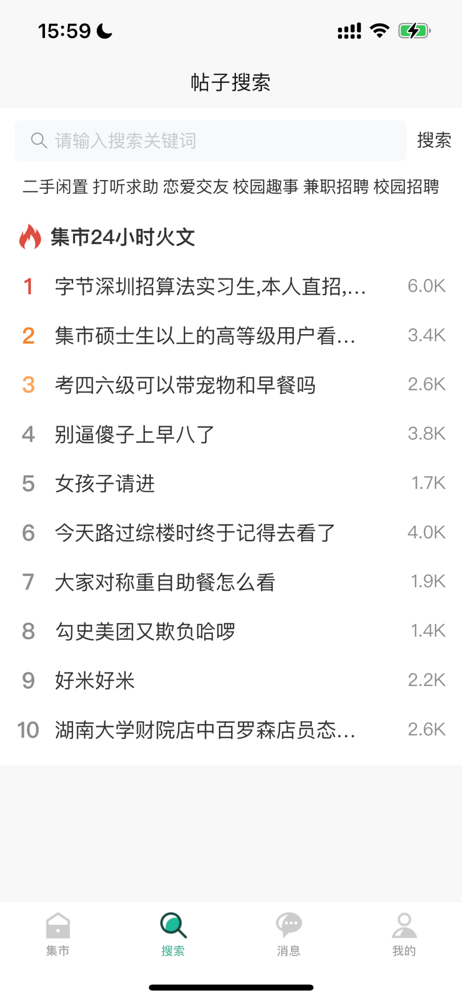 15:59
帖子搜索
请输入搜索关键词 搜索
二手闲置 打听求助 恋爱交友 校园趣事 兼职招聘 校园招聘
集市24小时火文
1 字节深圳招算法实习生,本人直招,... 6.0K
2 集市硕士生以上的高等级用户看... 3.4K
3 考四六级可以带宠物和早餐吗 2.6K
4 别逼傻子上早八了 3.8K
5 女孩子请进 1.7K
6 今天路过综楼时终于记得去看了 4.0K
7 大家对称重自助餐怎么看 1.9K
8 勾史美团又欺负哈啰 1.4K
9 好米好米 2.2K
10 湖南大学财院店中百罗森店员态... 2.6K
集市 搜索 消息 我的